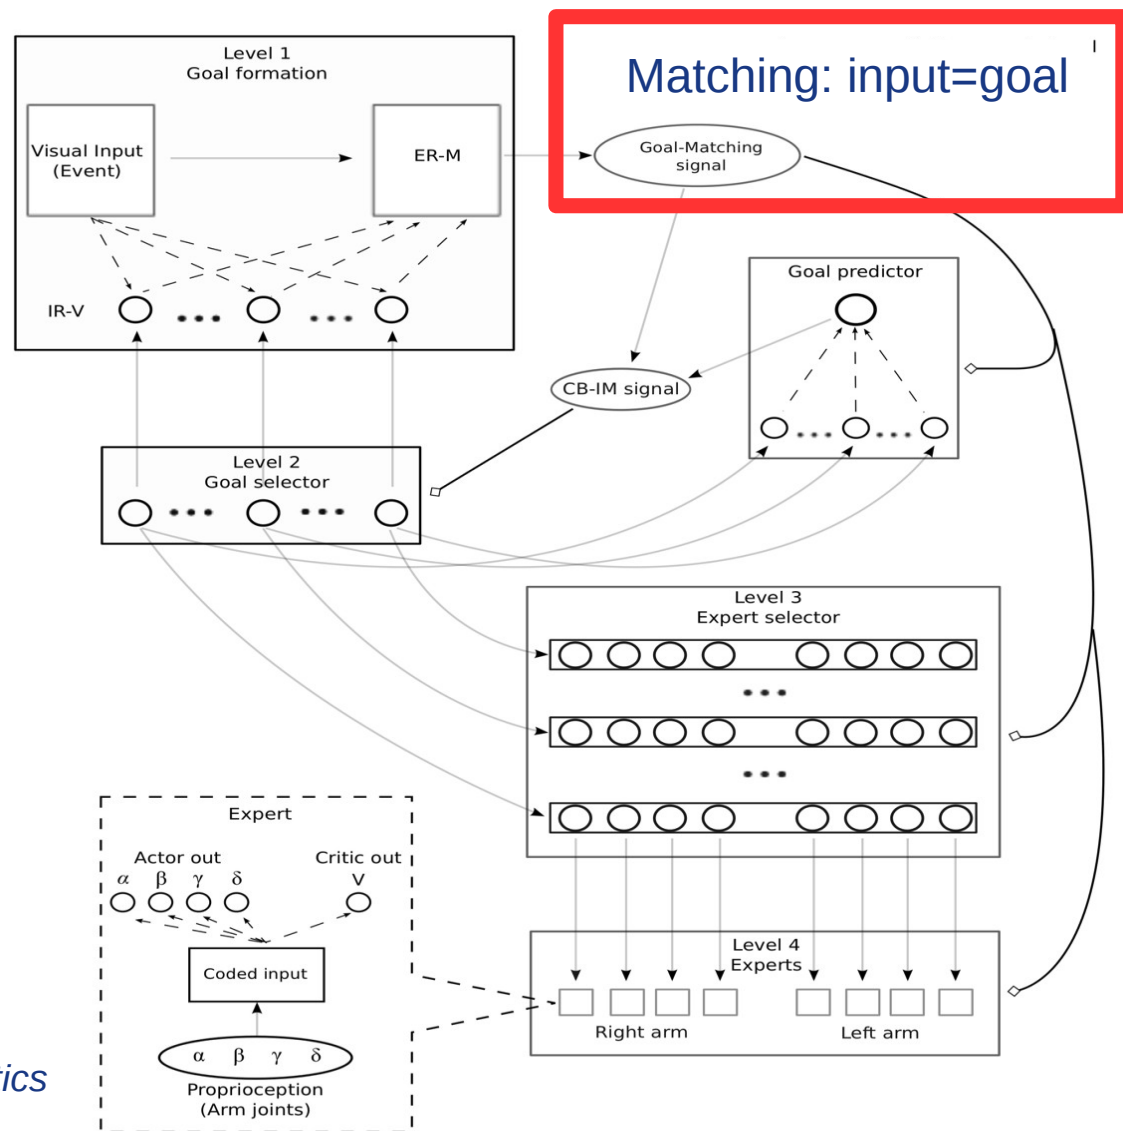 Level 1
Goal formation
Visual Input
(Event)
ER-M
IR-V
I
Matching: input=goal
Goal-Matching
signal
Goal predictor
CB-IM signal
Level 2
Goal selector
Level 3
Expert selector
Expert
Actor out
Critic out
α β γ δ
V
Coded input
α β γ δ
Proprioception
(Arm joints)
Level 4
Experts
Right arm
Left arm
tics